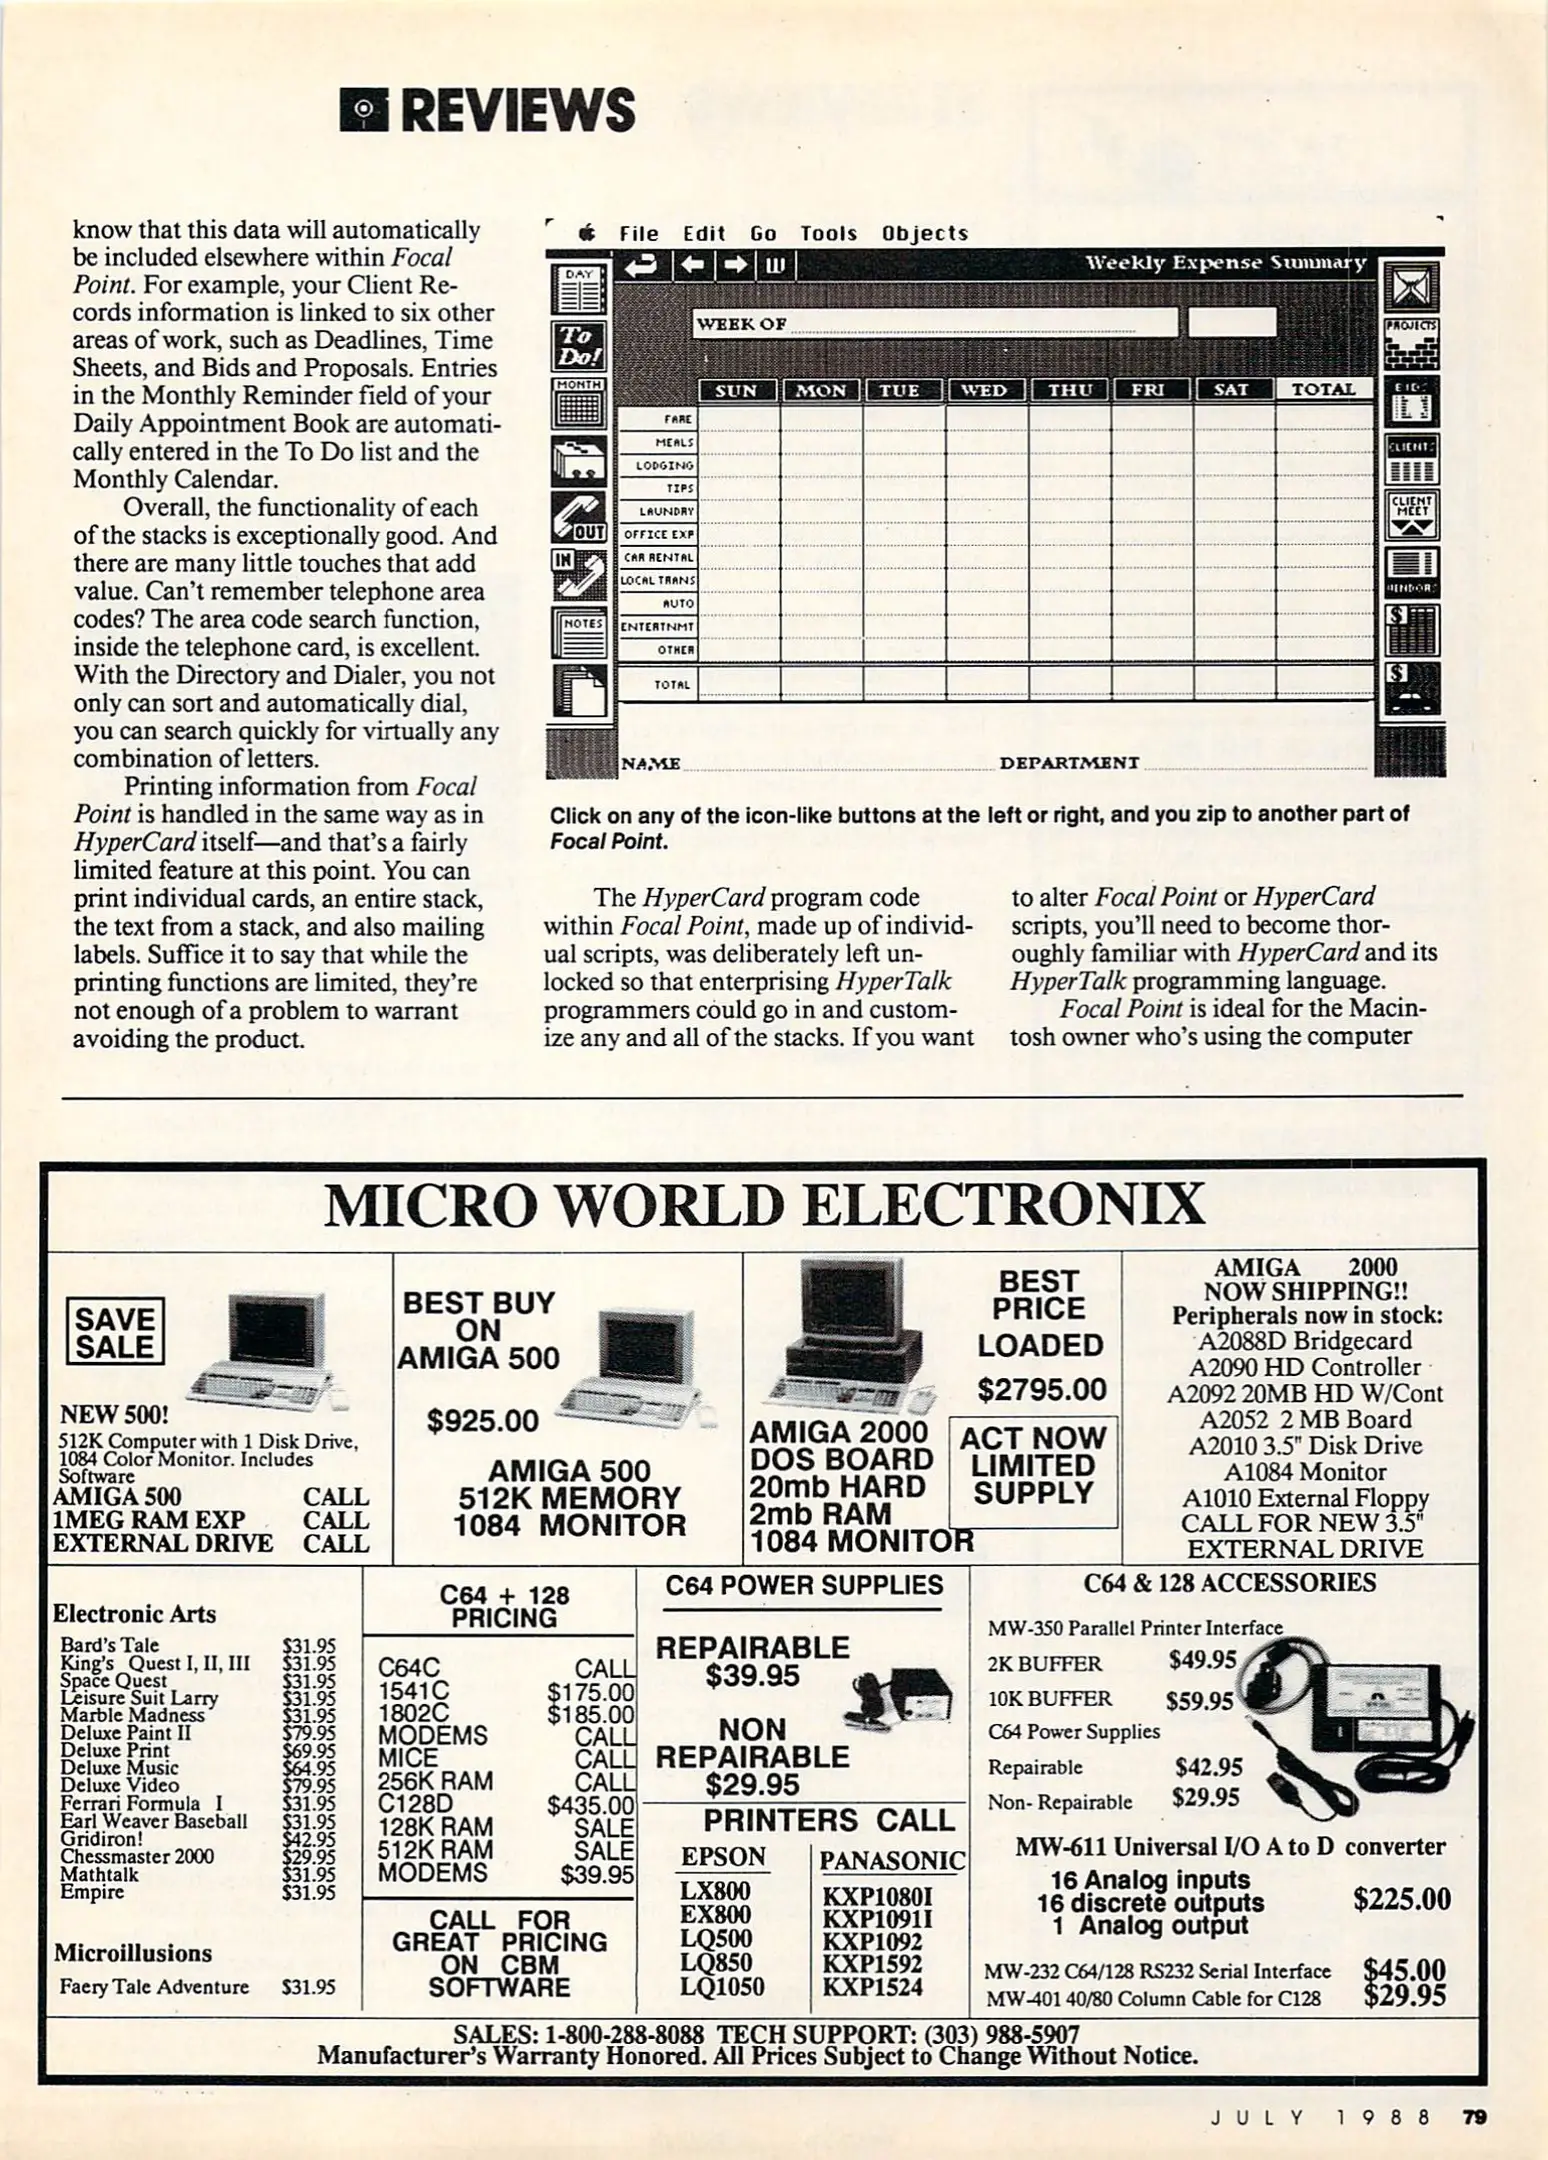 REVIEWS
know that this data will automatically
be included elsewhere within Focal
Point. For example, your Client Re-
cords information is linked to six other
areas of work, such as Deadlines, Time
Sheets, and Bids and Proposals. Entries
in the Monthly Reminder field of your
Daily Appointment Book are automati-
cally entered in the To Do list and the
Monthly Calendar.
Overall, the functionality of each
of the stacks is exceptionally good. And
there are many little touches that add
value. Can't remember telephone area
codes? The area code search function,
inside the telephone card, is excellent.
With the Directory and Dialer, you not
only can sort and automatically dial,
you can search quickly for virtually any
combination of letters.
Printing information from Focal
Point is handled in the same way as in
HyperCard itself—and that's a fairly
limited feature at this point. You can
print individual cards, an entire stack,
the text from a stack, and also mailing
labels. Suffice it to say that while the
printing functions are limited, they're
not enough of a problem to warrant
avoiding the product.
File Edit Go Tools Objects
Weekly Expense Summary
DAY
To
Do!
MONTH
OUT
IN
NOTES
WEEK OF
SUN MON TUE WED THU FRI SAT TOTAL
FARE
MEALS
LODGING
TIPS
LAUNDRY
OFFICE EXP
CAR RENTAL
LOCAL TRANS
AUTO
ENTERTNMT
OTHER
TOTAL
NAME DEPARTMENT
PROJECTS
BID
CLIENTS
CLIENT
MEET
VENDORS
$
$
Click on any of the icon-like buttons at the left or right, and you zip to another part of
Focal Point.
The HyperCard program code
within Focal Point, made up of individ-
ual scripts, was deliberately left un-
locked so that enterprising HyperTalk
programmers could go in and custom-
ize any and all of the stacks. If you want
to alter Focal Point or HyperCard
scripts, you'll need to become thor-
oughly familiar with HyperCard and its
HyperTalk programming language.
Focal Point is ideal for the Macin-
tosh owner who's using the computer
MICRO WORLD ELECTRONIX
SAVE
SALE
NEW 500!
512K Computer with 1 Disk Drive,
1084 Color Monitor. Includes
Software
AMIGA 500 CALL
1MEG RAM EXP CALL
EXTERNAL DRIVE CALL
BEST BUY
ON
AMIGA 500
$925.00
AMIGA 500
512K MEMORY
1084 MONITOR
BEST
PRICE
LOADED
$2795.00
AMIGA 2000
DOS BOARD
20mb HARD
2mb RAM
1084 MONITOR
ACT NOW
LIMITED
SUPPLY
AMIGA 2000
NOW SHIPPING!!
Peripherals now in stock:
A2088D Bridgecard
A2090 HD Controller
A2092 20MB HD W/Cont
A2052 2 MB Board
A2010 3.5" Disk Drive
A1084 Monitor
A1010 External Floppy
CALL FOR NEW 3.5"
EXTERNAL DRIVE
Electronic Arts
Bard's Tale $31.95
King's Quest I, II, III $31.95
Space Quest $31.95
Leisure Suit Larry $31.95
Marble Madness $31.95
Deluxe Paint II $79.95
Deluxe Print $69.95
Deluxe Music $64.95
Deluxe Video $79.95
Ferrari Formula I $31.95
Earl Weaver Baseball $31.95
Gridiron! $42.95
Chessmaster 2000 $29.95
Mathtalk $31.95
Empire $31.95
Microillusions
Faery Tale Adventure $31.95
C64 + 128
PRICING
C64C CALL
1541C $175.00
1802C $185.00
MODEMS CALL
MICE CALL
256K RAM CALL
C128D $435.00
128K RAM SALE
512K RAM SALE
MODEMS $39.95
CALL FOR
GREAT PRICING
ON CBM
SOFTWARE
C64 POWER SUPPLIES
REPAIRABLE
$39.95
NON
REPAIRABLE
$29.95
PRINTERS CALL
EPSON
LX800
EX800
LQ500
LQ850
LQ1050
PANASONIC
KXP1080I
KXP1091I
KXP1092
KXP1592
KXP1524
C64 & 128 ACCESSORIES
MW-350 Parallel Printer Interface
2K BUFFER $49.95
10K BUFFER $59.95
C64 Power Supplies
Repairable $42.95
Non- Repairable $29.95
MW-611 Universal I/O A to D converter
16 Analog inputs
16 discrete outputs $225.00
1 Analog output
MW-232 C64/128 RS232 Serial Interface $45.00
MW-401 40/80 Column Cable for C128 $29.95
SALES: 1-800-288-8088 TECH SUPPORT: (303) 988-5907
Manufacturer's Warranty Honored. All Prices Subject to Change Without Notice.
JULY 1988 79